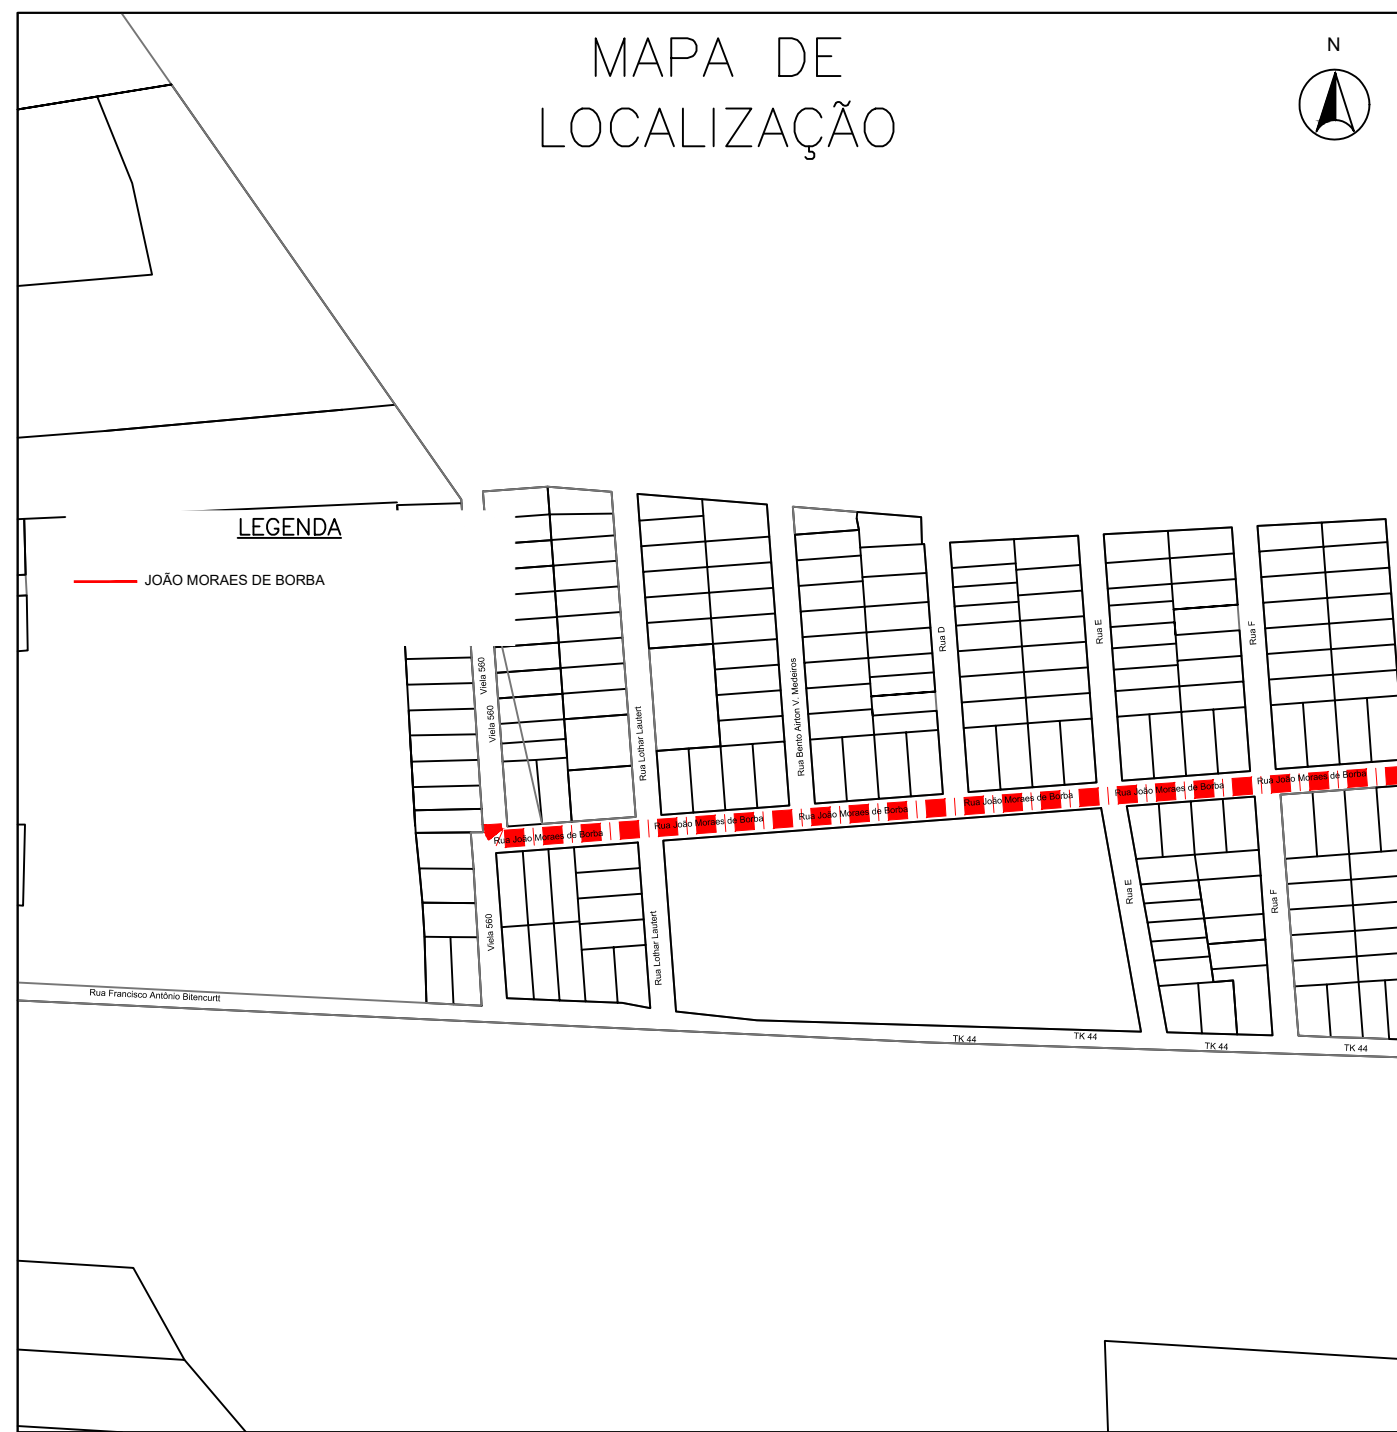 MAPA DE
LOCALIZAÇÃO
N
LEGENDA
JOÃO MORAES DE BORBA
Viela 560
Viela 560
Rua Lothar Lautert
Rua Bento Airton V. Medeiros
Rua D
Rua E
Rua F
Rua João Moraes de Borba
Rua João Moraes de Borba
Rua João Moraes de Borba
Rua João Moraes de Borba
Rua João Moraes de Borba
Rua João Moraes de Borba
Viela 560
Rua Lothar Lautert
Rua E
Rua F
Rua Francisco Antônio Bitencurtt
TK 44
TK 44
TK 44
TK 44